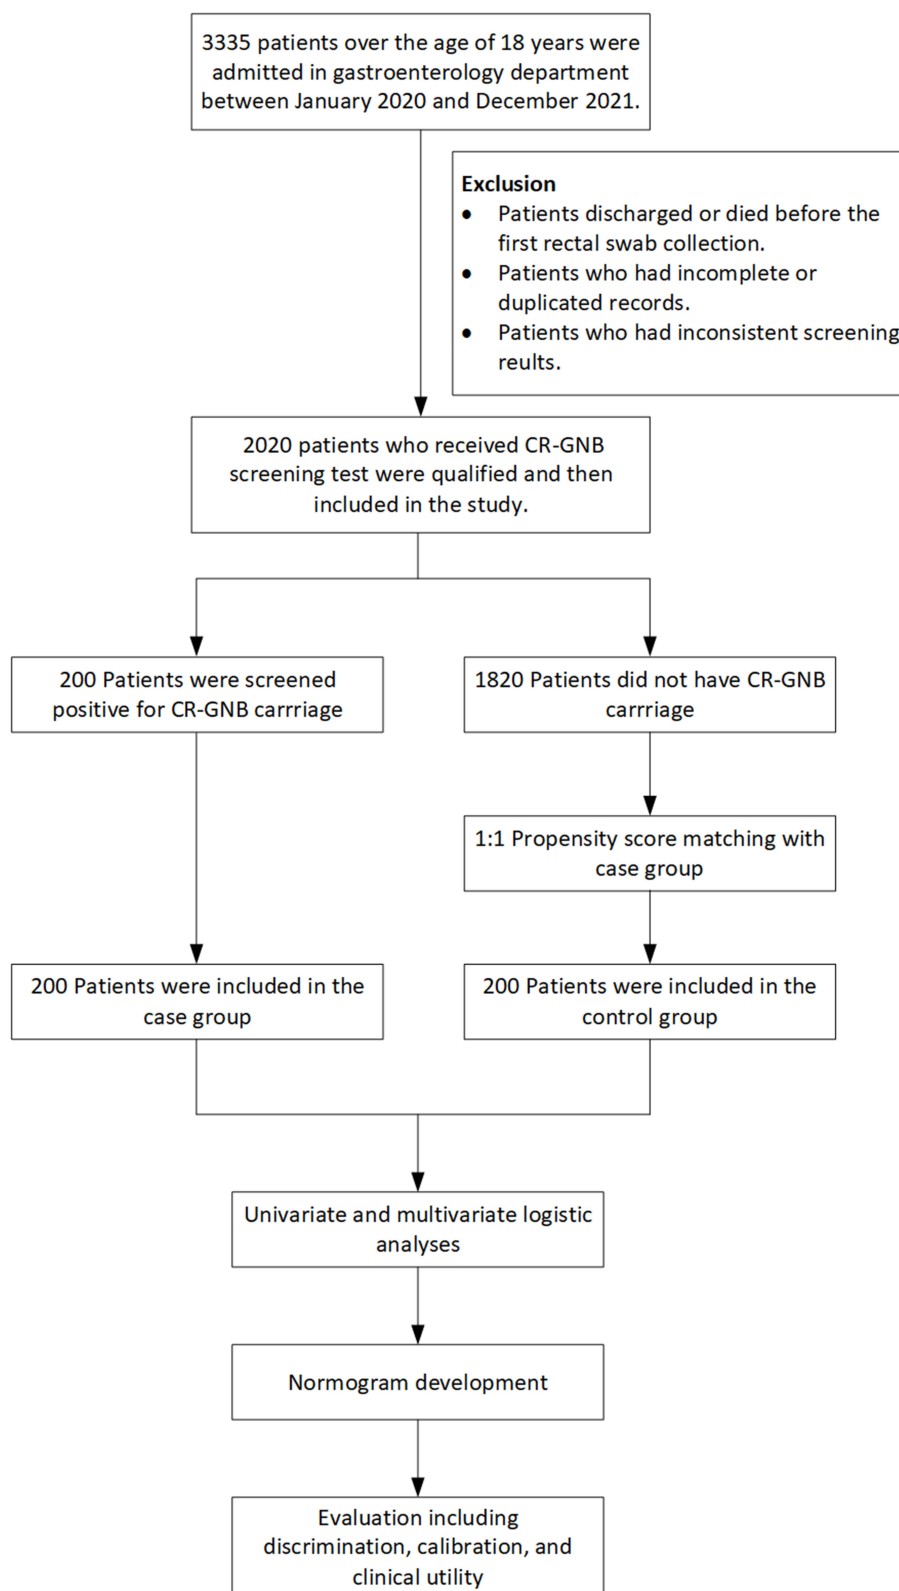 3335 patients over the age of 18 years were
admitted in gastroenterology department
between January 2020 and December 2021.
Exclusion
• Patients discharged or died before the
first rectal swab collection.
• Patients who had incomplete or
duplicated records.
• Patients who had inconsistent screening
reults.
2020 patients who received CR-GNB
screening test were qualified and then
included in the study.
200 Patients were screened
positive for CR-GNB carrriage
1820 Patients did not have CR-GNB
carrriage
1:1 Propensity score matching with
case group
200 Patients were included in the
case group
200 Patients were included in the
control group
Univariate and multivariate logistic
analyses
Normogram development
Evaluation including
discrimination, calibration, and
clinical utility